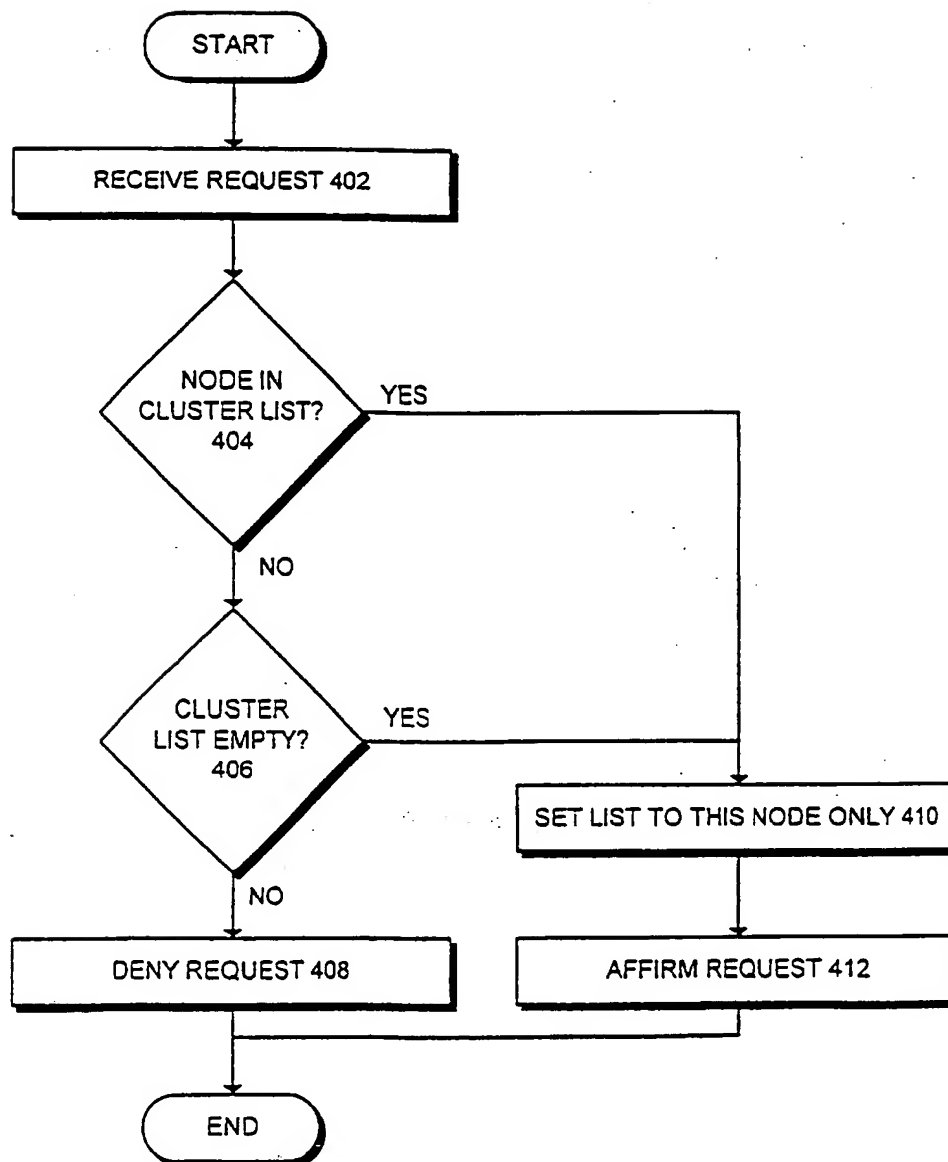 START
RECEIVE REQUEST 402
NODE IN
CLUSTER LIST?
404
YES
NO
CLUSTER
LIST EMPTY?
406
YES
SET LIST TO THIS NODE ONLY 410
NO
DENY REQUEST 408
AFFIRM REQUEST 412
END